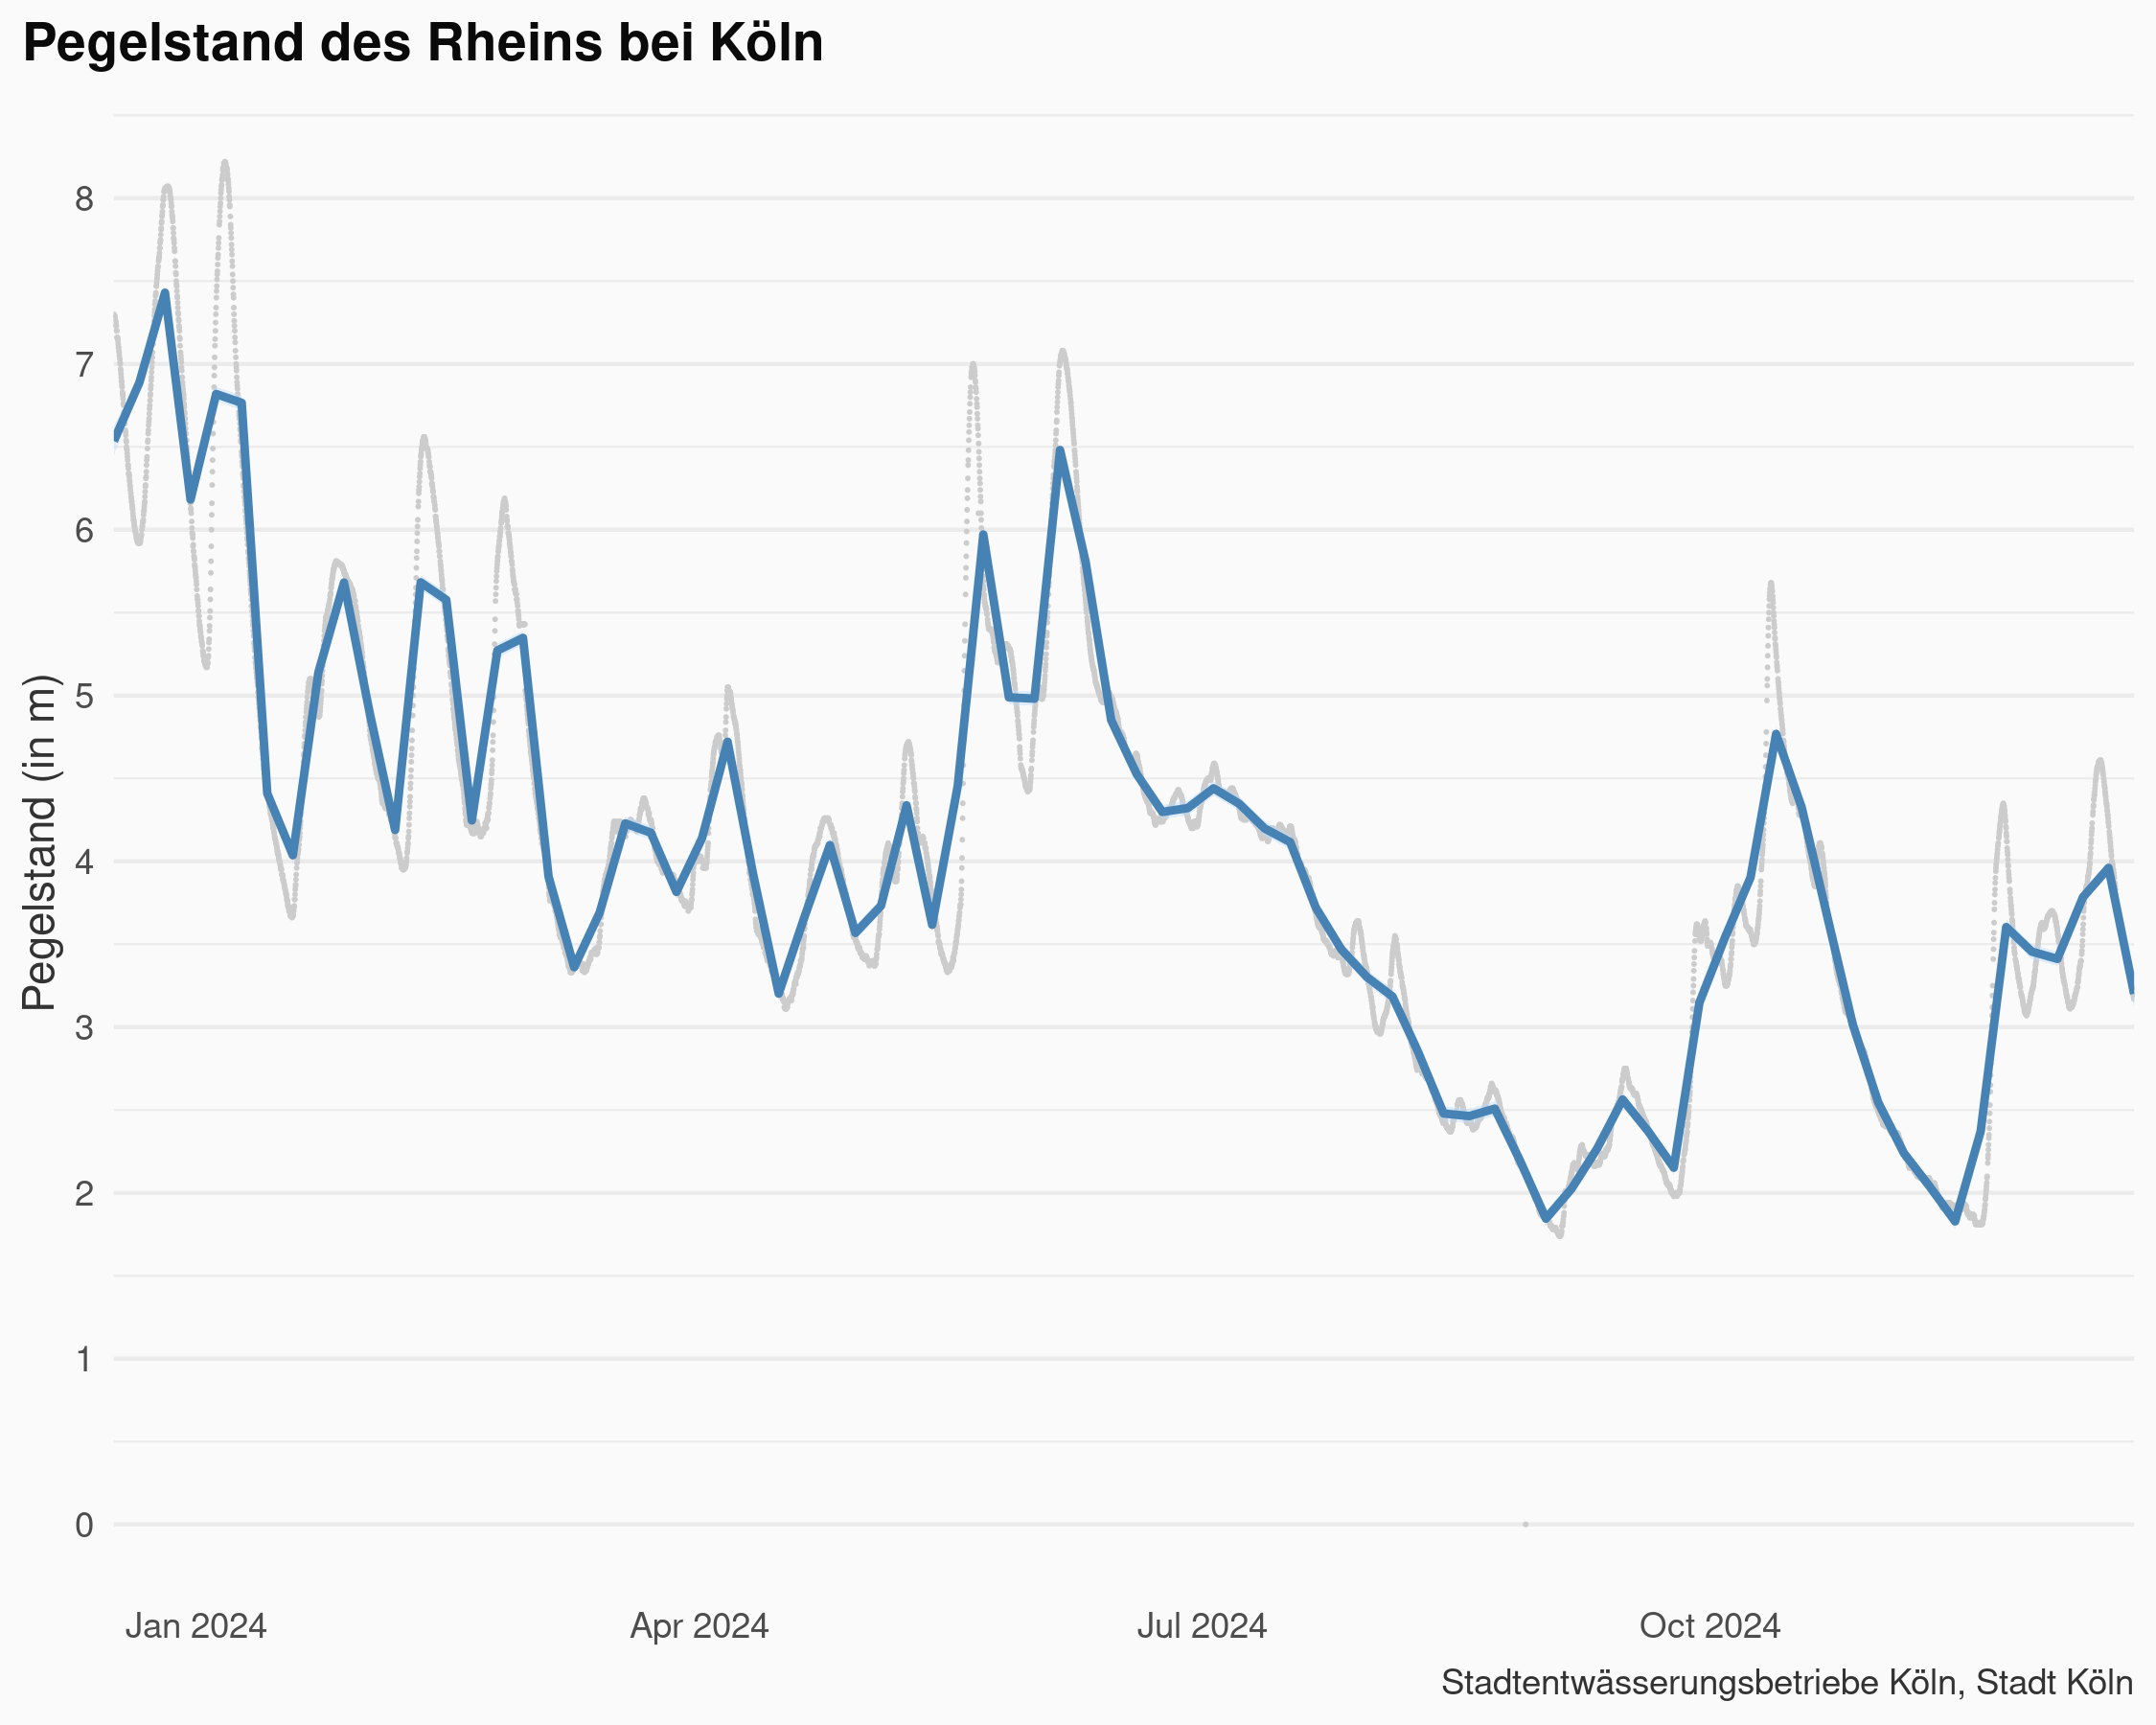 Pegelstand des Rheins bei Köln
Pegelstand (in m)
8
7
6
5
4
3
2
1
0
Jan 2024
Apr 2024
Jul 2024
Oct 2024
Stadtentwässerungsbetriebe Köln, Stadt Köln